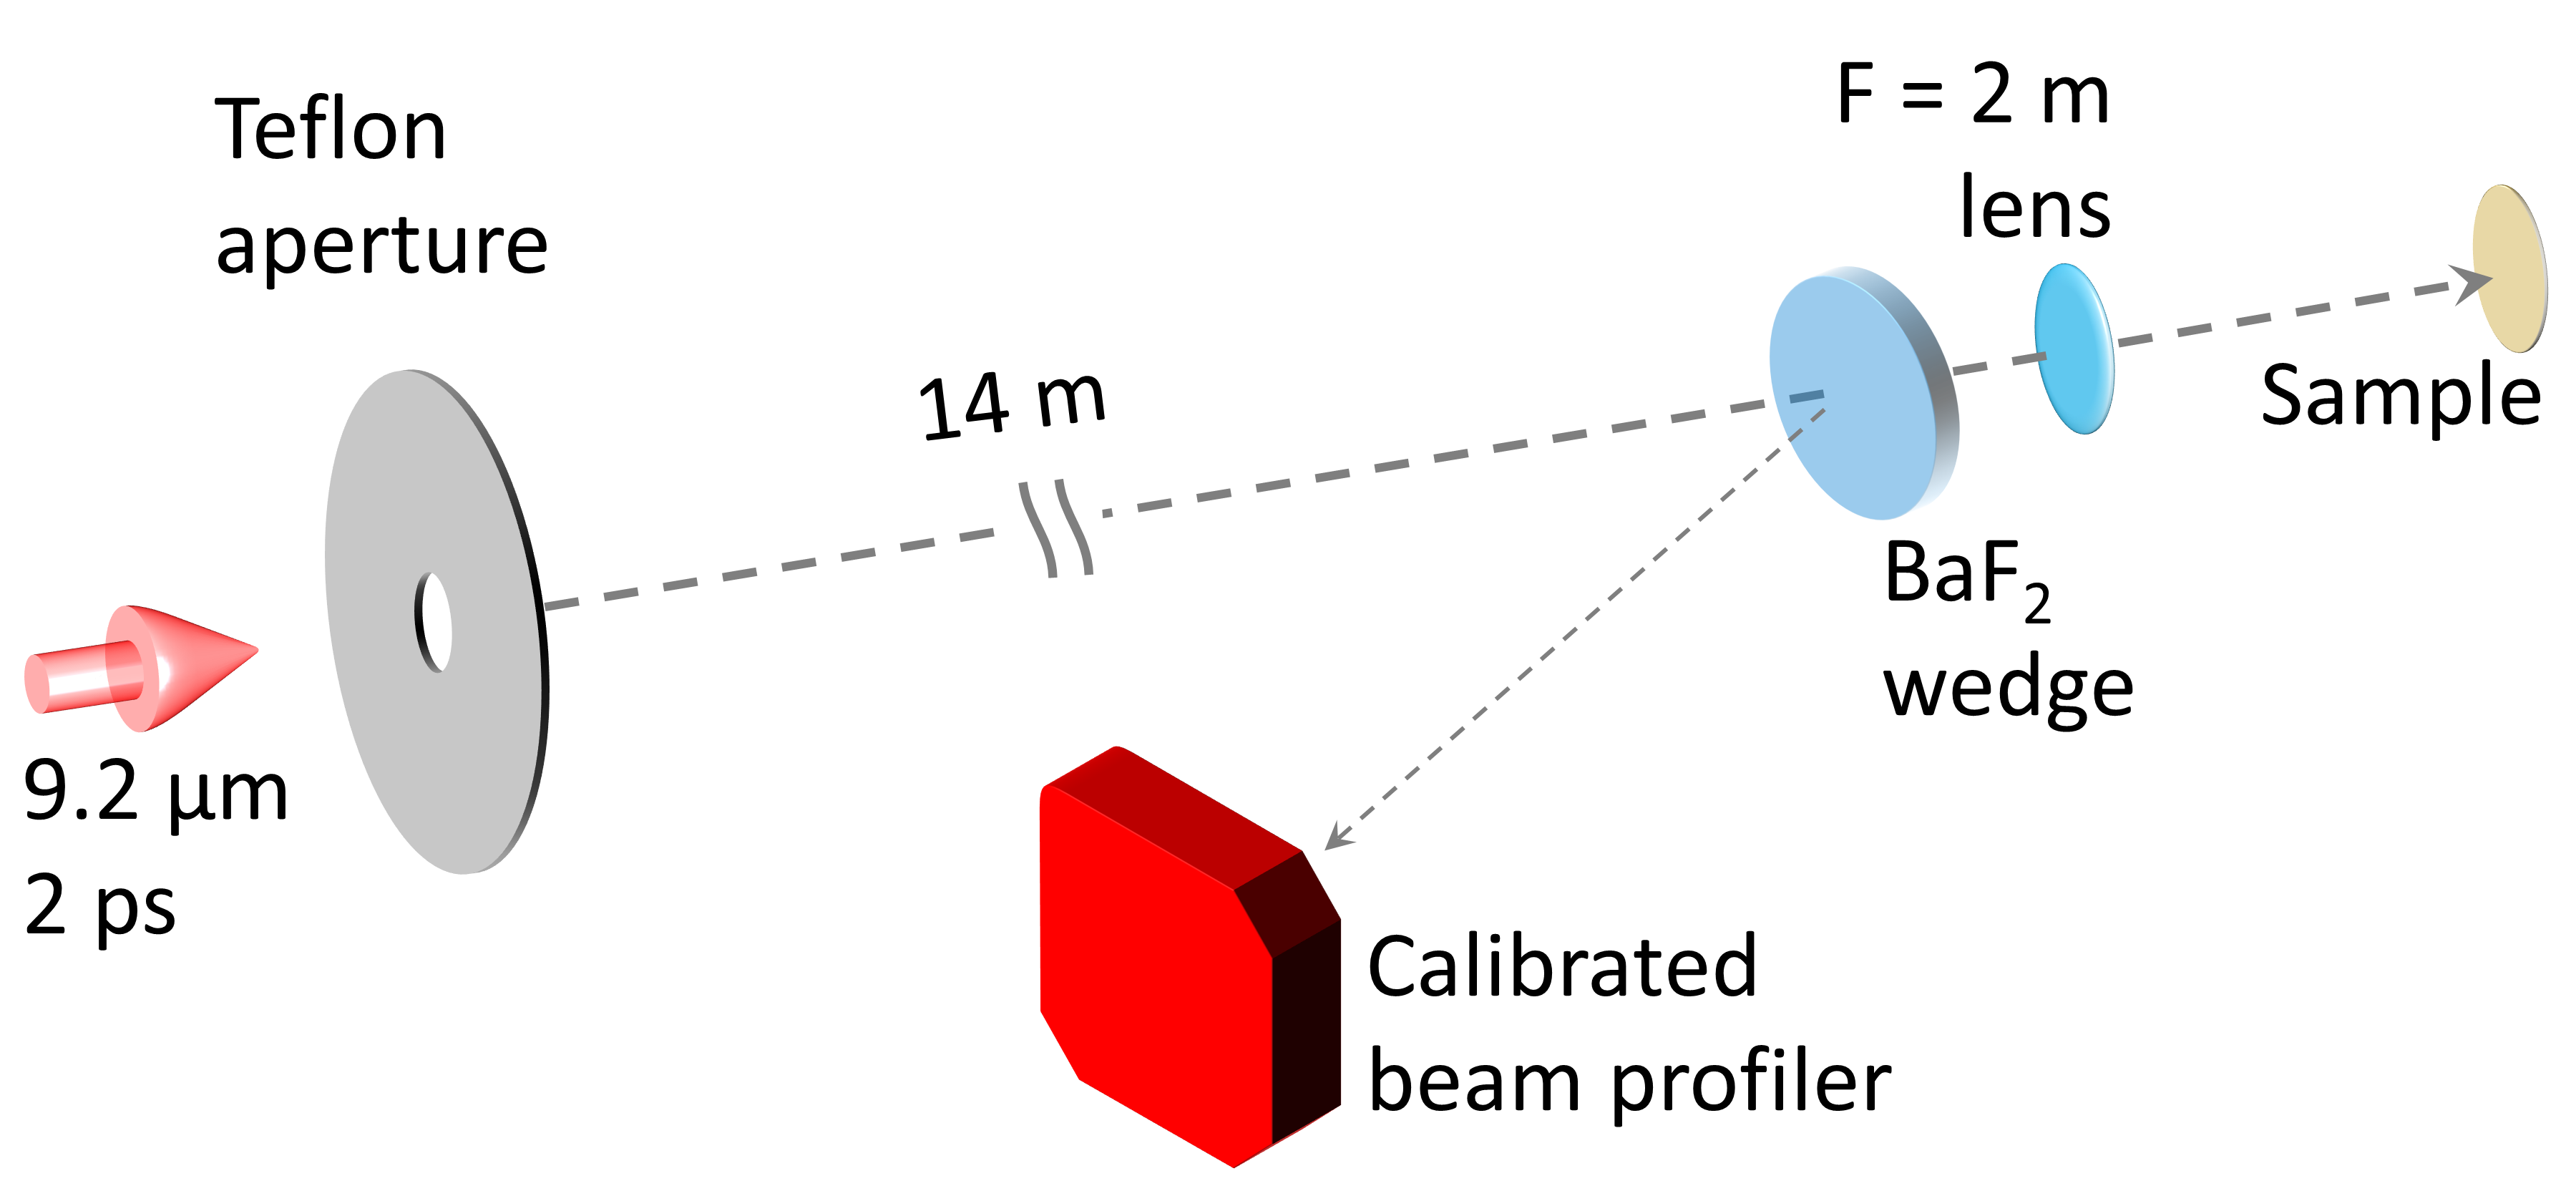 Teflon
aperture
F = 2 m
lens
14 m
Sample
BaF₂
wedge
9.2 µm
2 ps
Calibrated
beam profiler